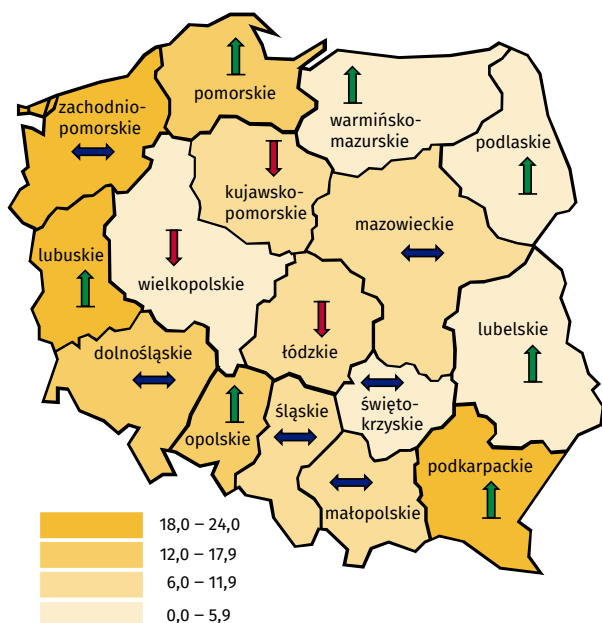 pomorskie
zachodnio-
pomorskie
warmińsko-
mazurskie
podlaskie
kujawsko-
pomorskie
mazowieckie
lubuskie
wielkopolskie
łódzkie
lubelskie
dolnośląskie
opolskie
śląskie
święto-
krzyskie
podkarpackie
małopolskie
18,0 – 24,0
12,0 – 17,9
6,0 – 11,9
0,0 – 5,9